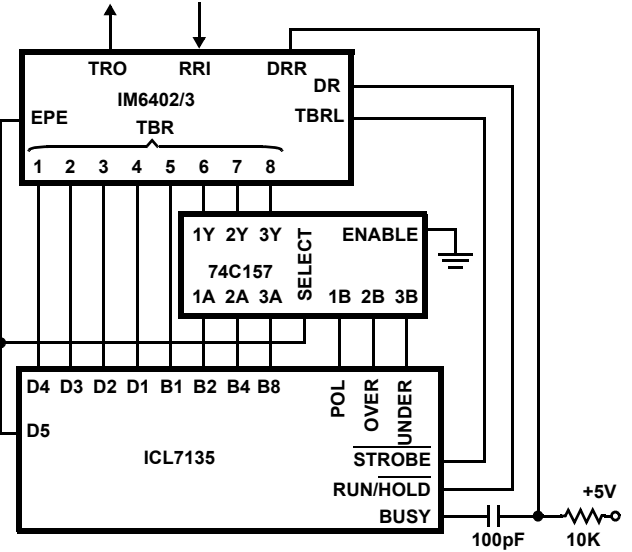 TRO RRI DRR
DR
IM6402/3
TBRL
EPE
TBR
1 2 3 4 5 6 7 8
1Y 2Y 3Y SELECT ENABLE
74C157
1A 2A 3A 1B 2B 3B
D4 D3 D2 D1 B1 B2 B4 B8 POL OVER UNDER
D5
ICL7135
STROBE
RUN/HOLD
+5V
BUSY
100pF 10K